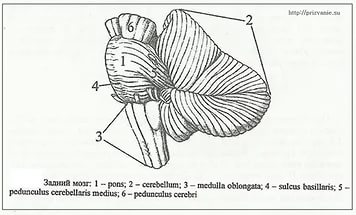 http://prizvanie.su
6
2
1
4
3
Задний мозг: 1 – pons; 2 – cerebellum; 3 – medulla oblongata; 4 – sulcus basillaris; 5 –
pedunculus cerebellaris medius; 6 – pedunculus cerebri